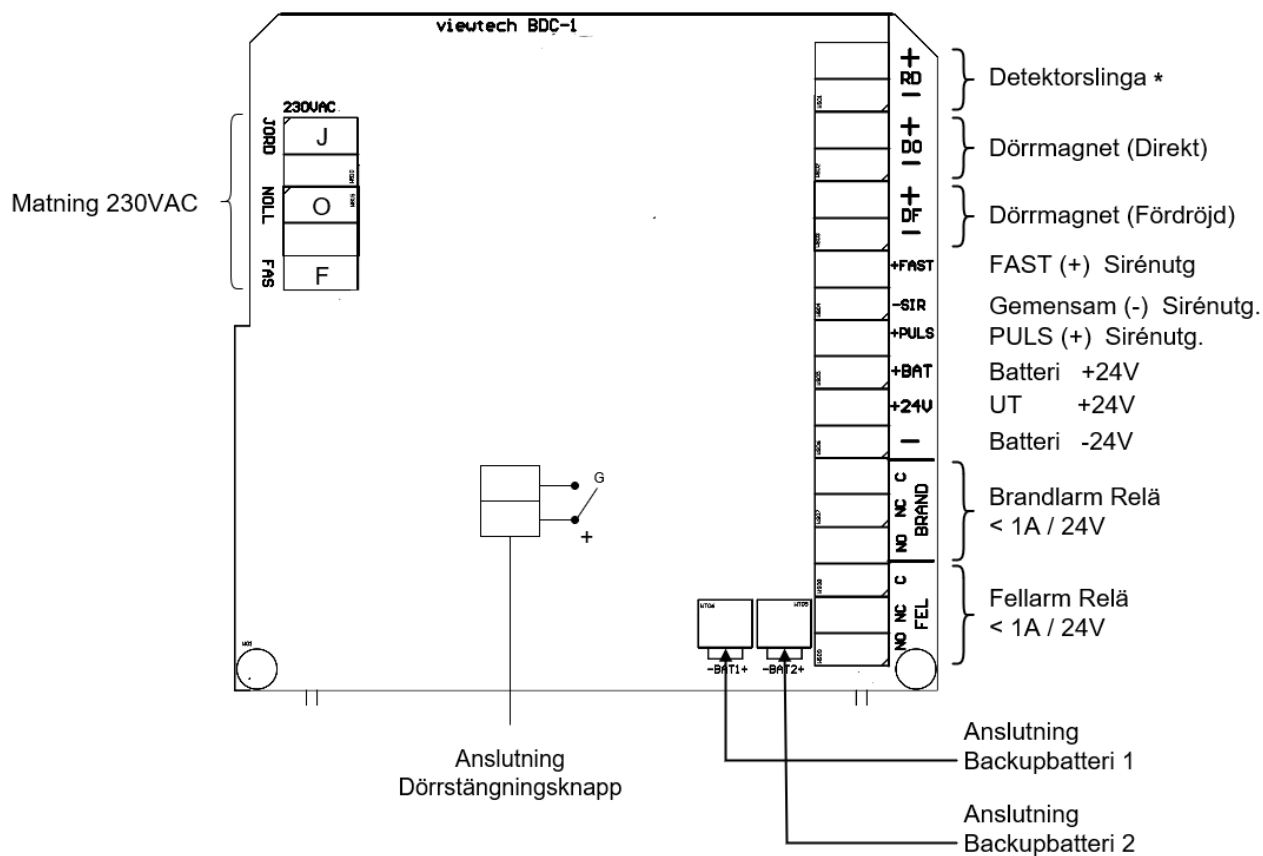 viewtech BDC-1
230VAC
JORD
J
NOLL
O
FAS
F
Matning 230VAC
+
RD
−
Detektorslinga *
+
DO
−
Dörrmagnet (Direkt)
+
DF
−
Dörrmagnet (Fördröjd)
+FAST
FAST (+) Sirénutg
-SIR
Gemensam (-) Sirénutg.
+PULS
PULS (+) Sirénutg.
+BAT
Batteri +24V
+24V
UT +24V
−
Batteri -24V
C
NC
NO
BRAND
Brandlarm Relä
< 1A / 24V
C
NC
NO
FEL
Fellarm Relä
< 1A / 24V
G
+
-BAT1+
-BAT2+
Anslutning
Dörrstängningsknapp
Anslutning
Backupbatteri 1
Anslutning
Backupbatteri 2